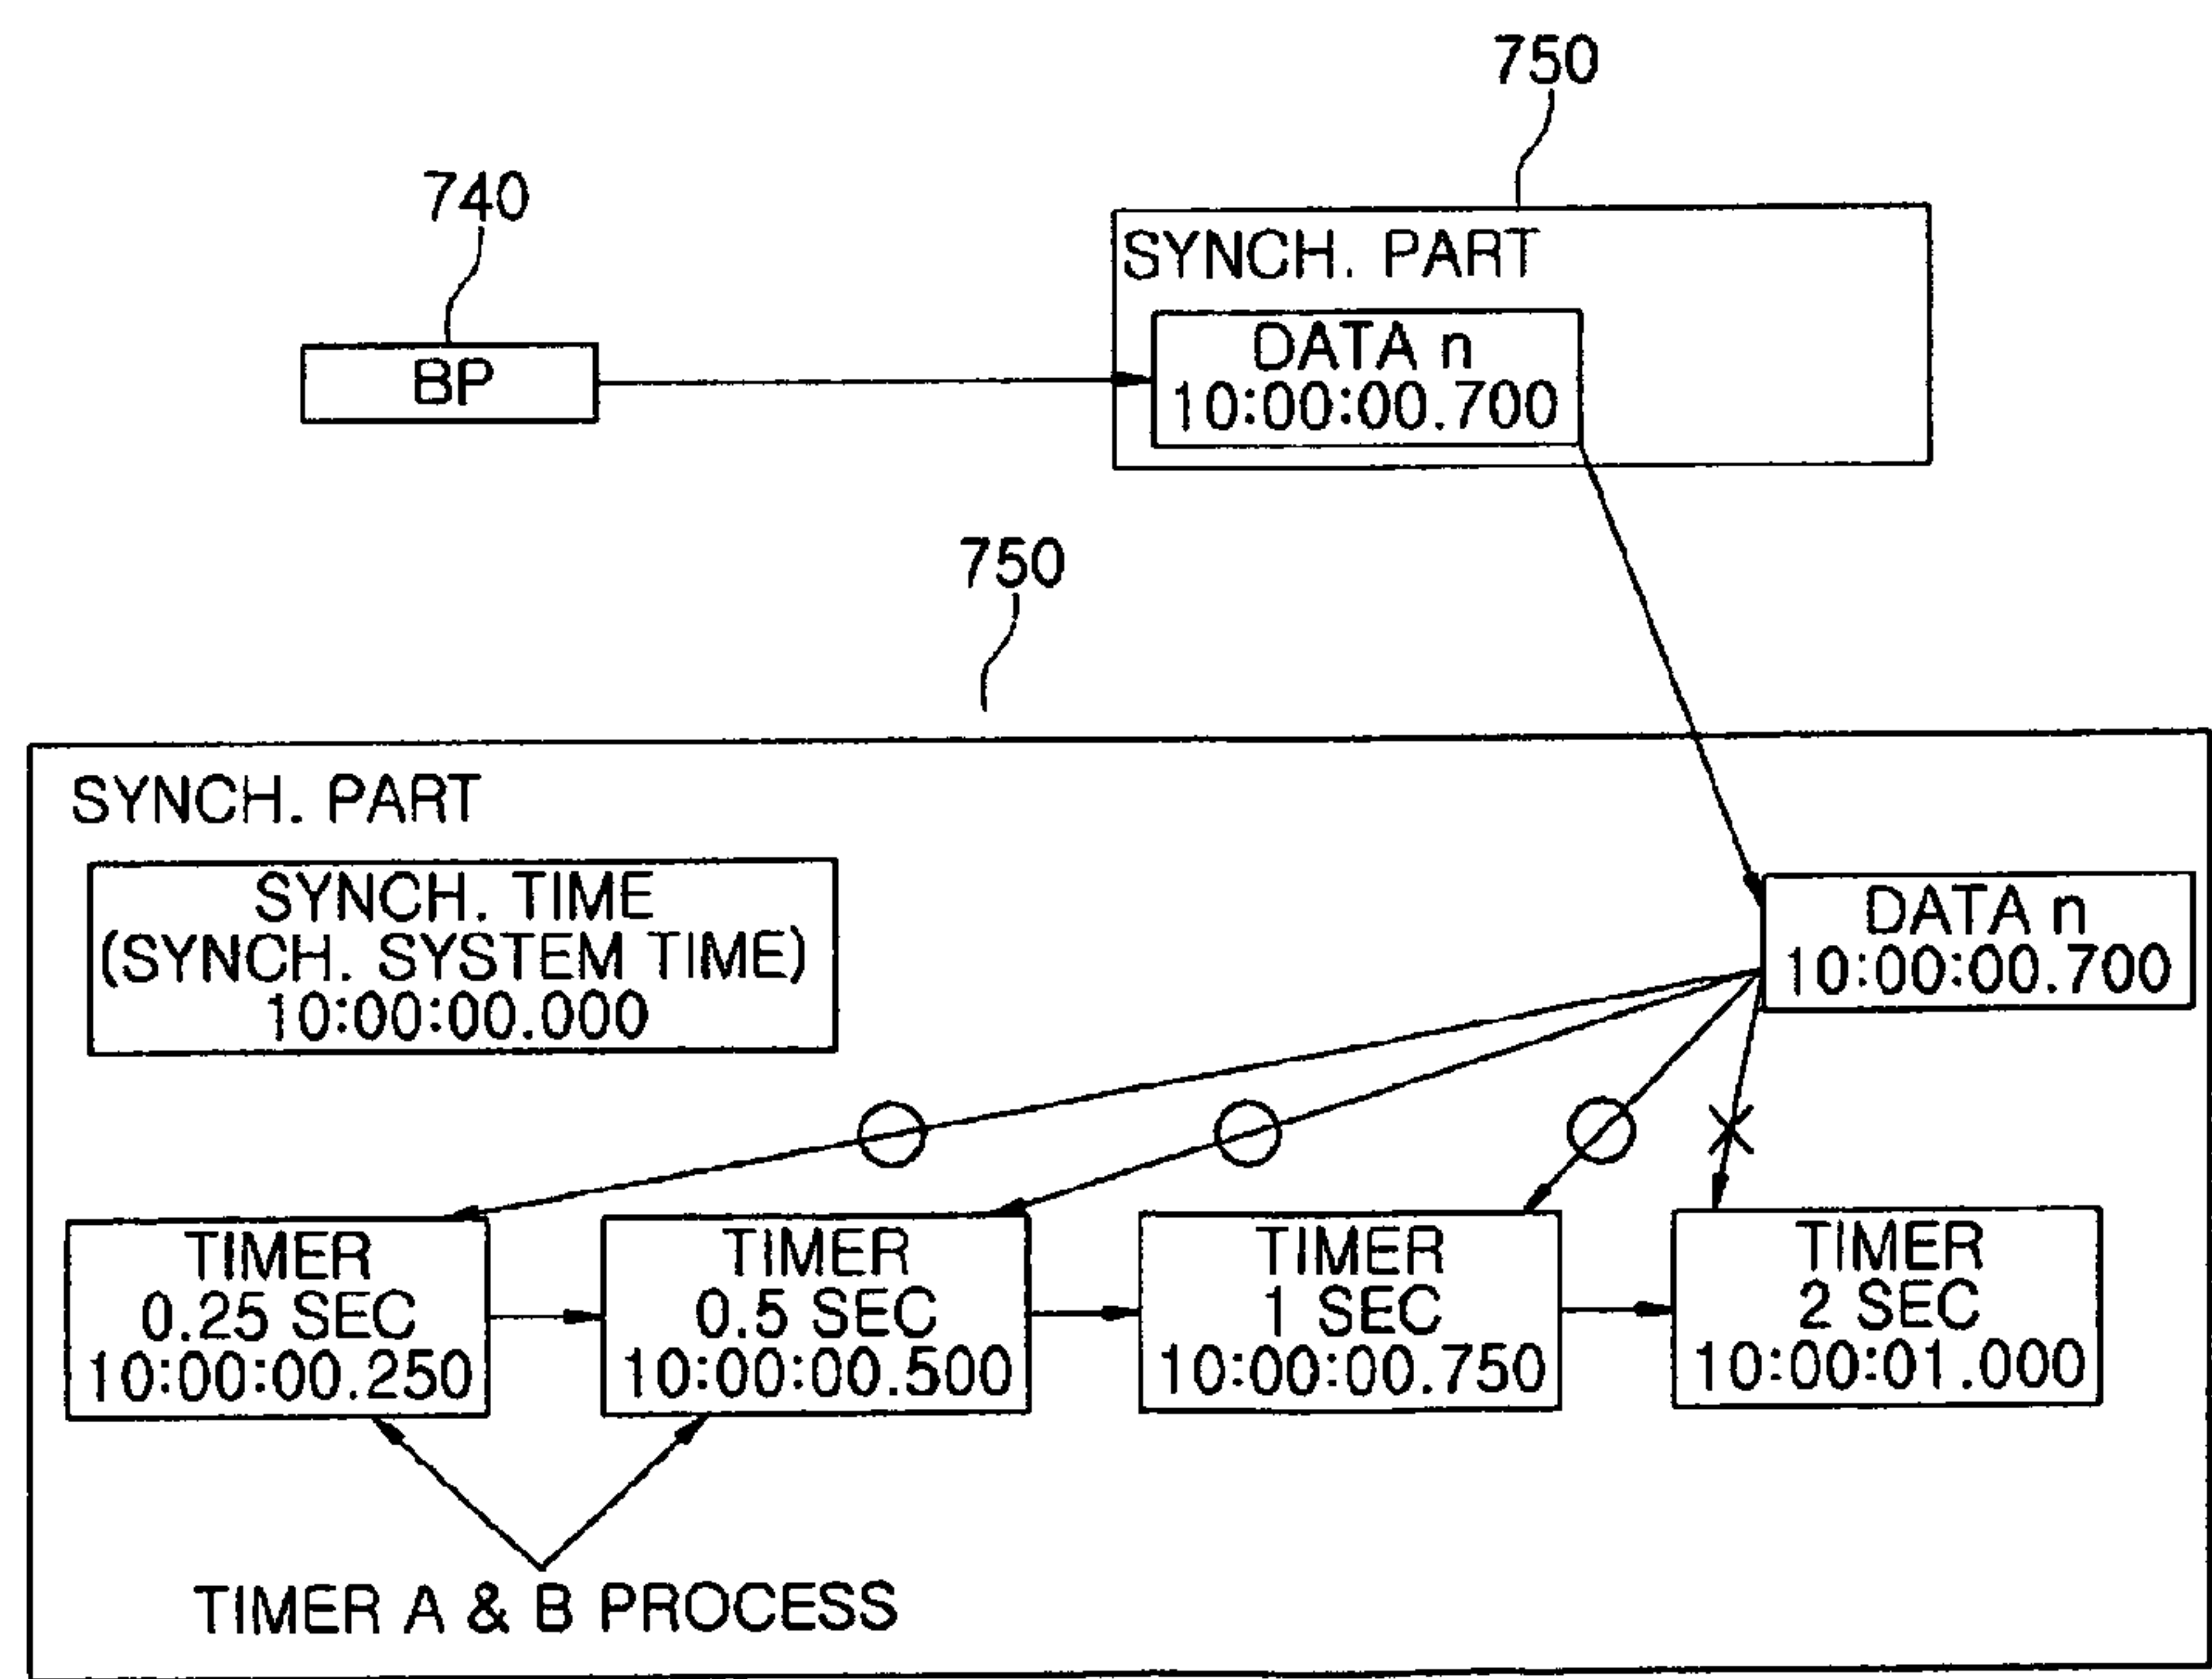 750
740
SYNCH. PART
DATA n
10:00:00.700
BP
750
SYNCH. PART
SYNCH. TIME
(SYNCH. SYSTEM TIME)
10:00:00.000
DATA n
10:00:00.700
TIMER
0.25 SEC
10:00:00.250
TIMER
0.5 SEC
10:00:00.500
TIMER
1 SEC
10:00:00.750
TIMER
2 SEC
10:00:01.000
TIMER A & B PROCESS